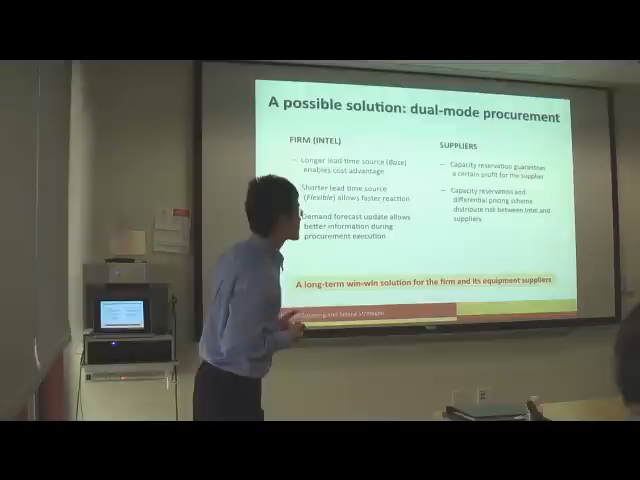 A possible solution: dual-mode procurement
FIRM (INTEL)
– Longer lead time source (Base)
enables cost advantage
Shorter lead time source
(Flexible) allows faster reaction
Demand forecast update allows
better information during
procurement execution
SUPPLIERS
– Capacity reservation guarantees
a certain profit for the supplier
– Capacity reservation and
differential pricing scheme
distribute risk between Intel and
suppliers.
A long-term win-win solution for the firm and its equipment suppliers
and
Strategies